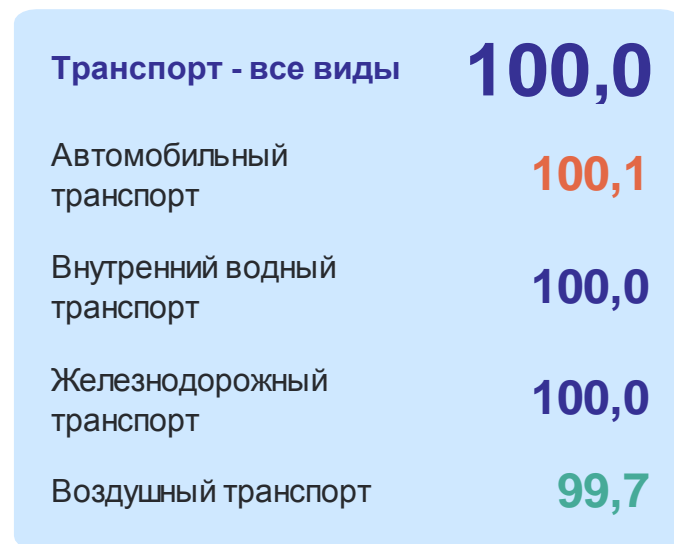 Транспорт - все виды 100,0
Автомобильный
транспорт 100,1
Внутренний водный
транспорт 100,0
Железнодорожный
транспорт 100,0
Воздушный транспорт 99,7